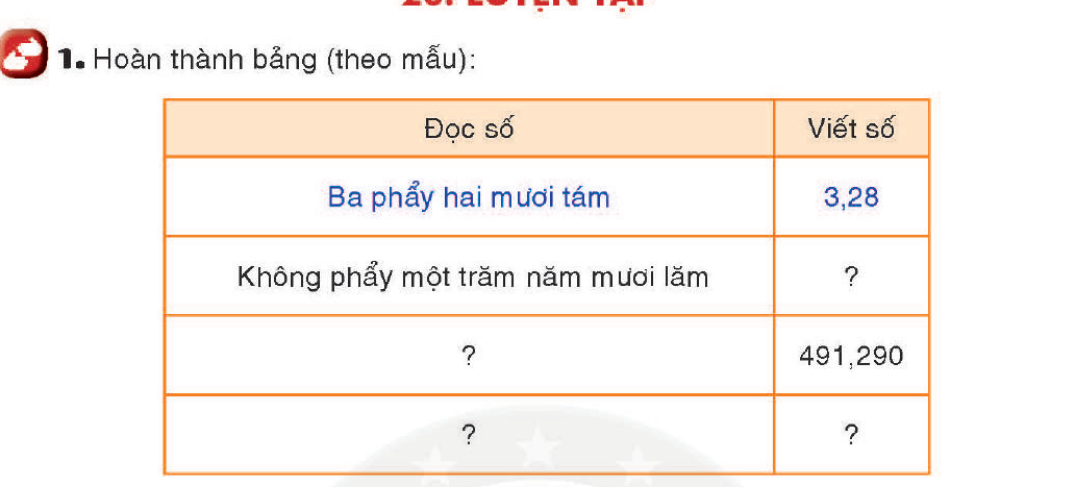 1. Hoàn thành bảng (theo mẫu):
Đọc số Viết số
Ba phẩy hai mươi tám 3,28
Không phẩy một trăm năm mươi lăm ?
? 491,290
? ?